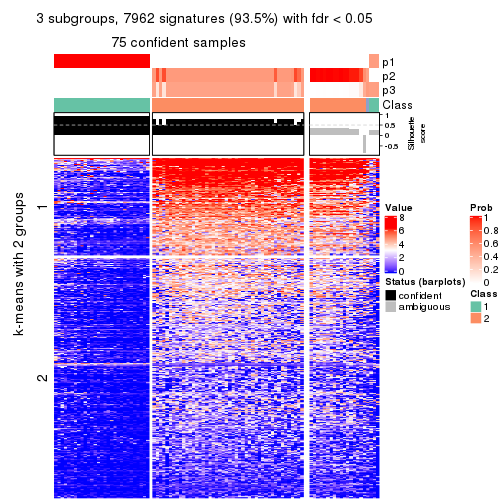 3 subgroups, 7962 signatures (93.5%) with fdr < 0.05
75 confident samples
p1
p2
p3
Class
1
0.5
0
-0.5
Silhouette
score
k-means with 2 groups
1
2
Value
8
6
4
2
0
Status (barplots)
confident
ambiguous
Prob
1
0.8
0.6
0.4
0.2
0
Class
1
2